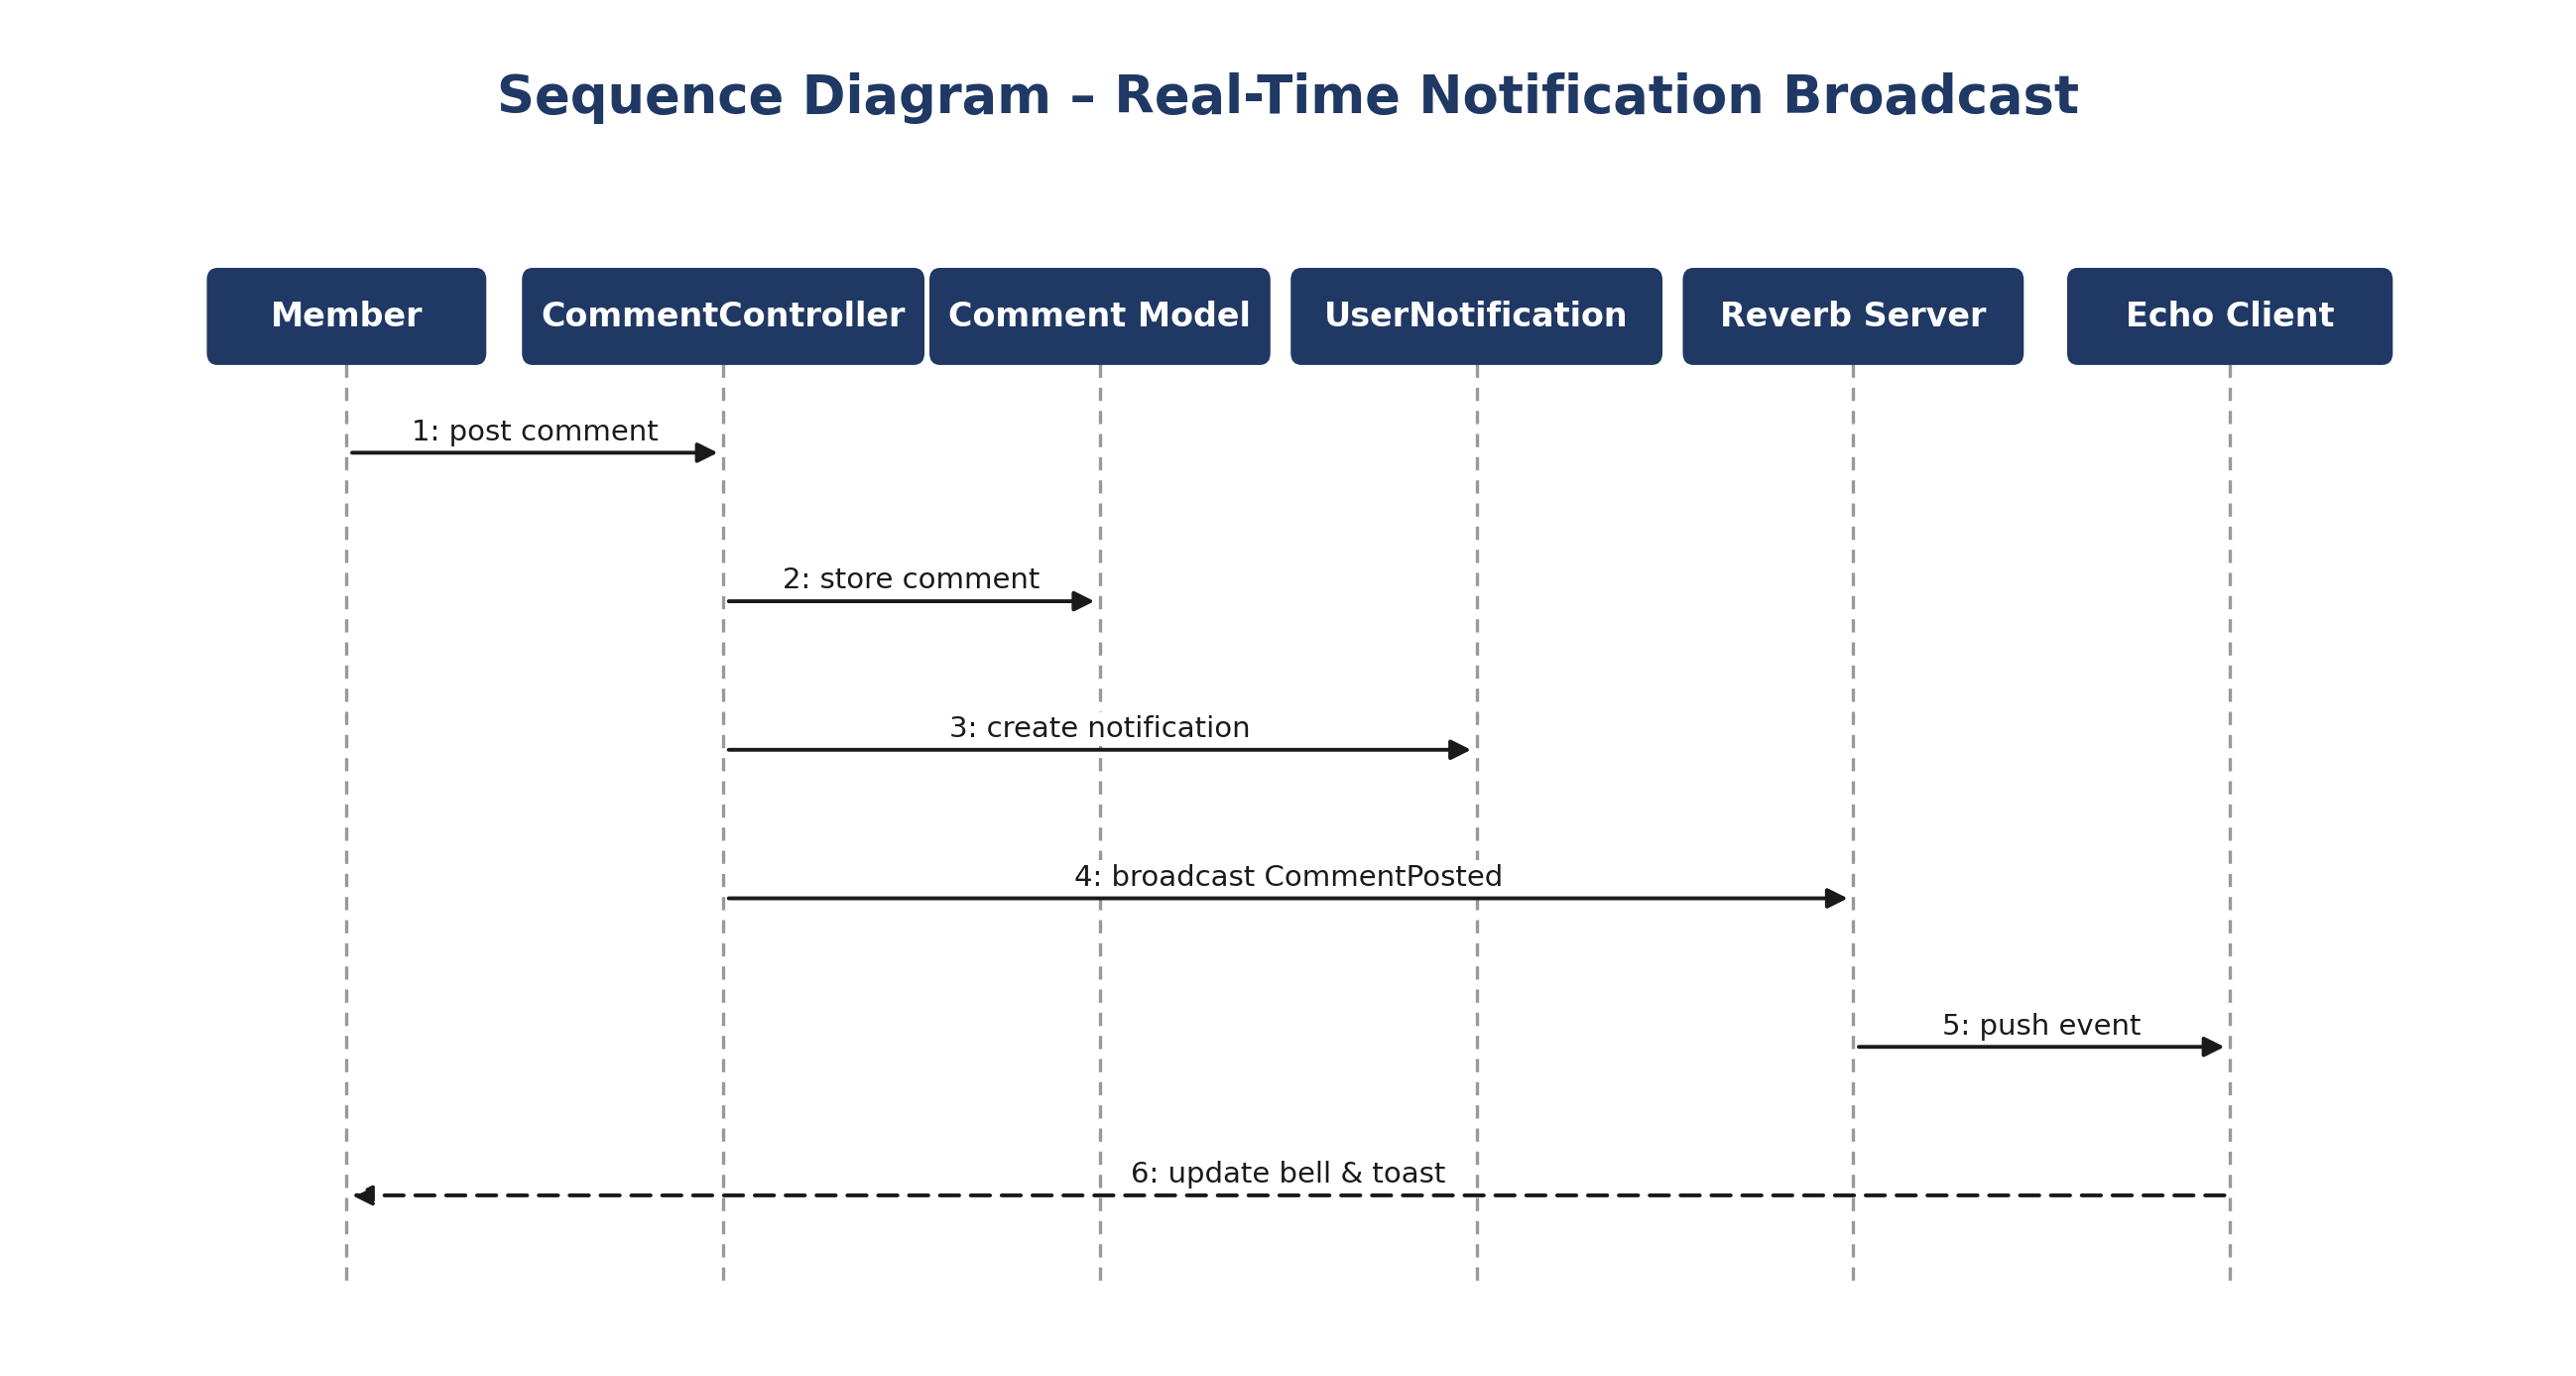 Sequence Diagram – Real-Time Notification Broadcast
Member
CommentController
Comment Model
UserNotification
Reverb Server
Echo Client
1: post comment
2: store comment
3: create notification
4: broadcast CommentPosted
5: push event
6: update bell & toast